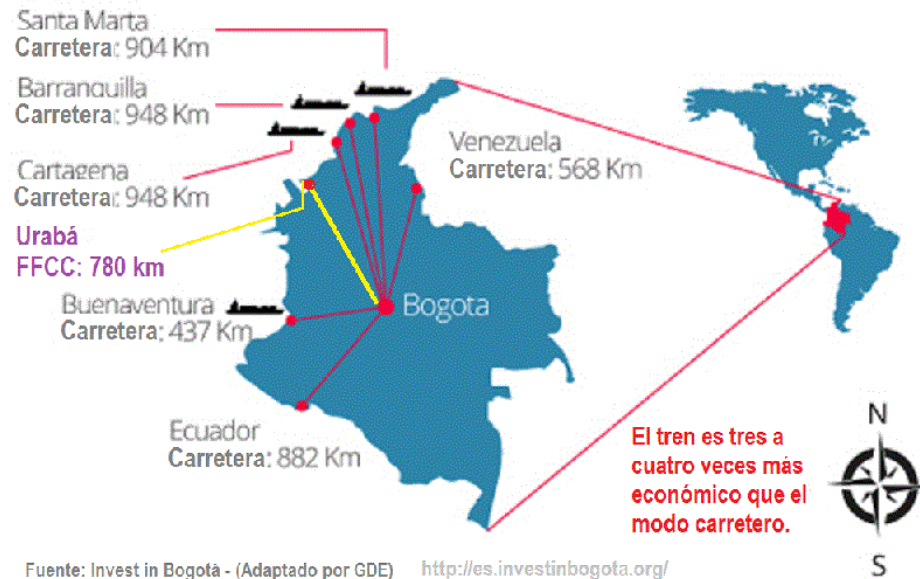 Santa Marta
Carretera: 904 Km
Barranquilla
Carretera: 948 Km
Cartagena
Carretera: 948 Km
Urabá
FFCC: 780 km
Venezuela
Carretera: 568 Km
Buenaventura
Carretera: 437 Km
Bogota
Ecuador
Carretera: 882 Km
El tren es tres a
cuatro veces más
económico que el
modo carretero.
N
S
Fuente: Invest in Bogotá - (Adaptado por GDE) http://es.investinbogota.org/